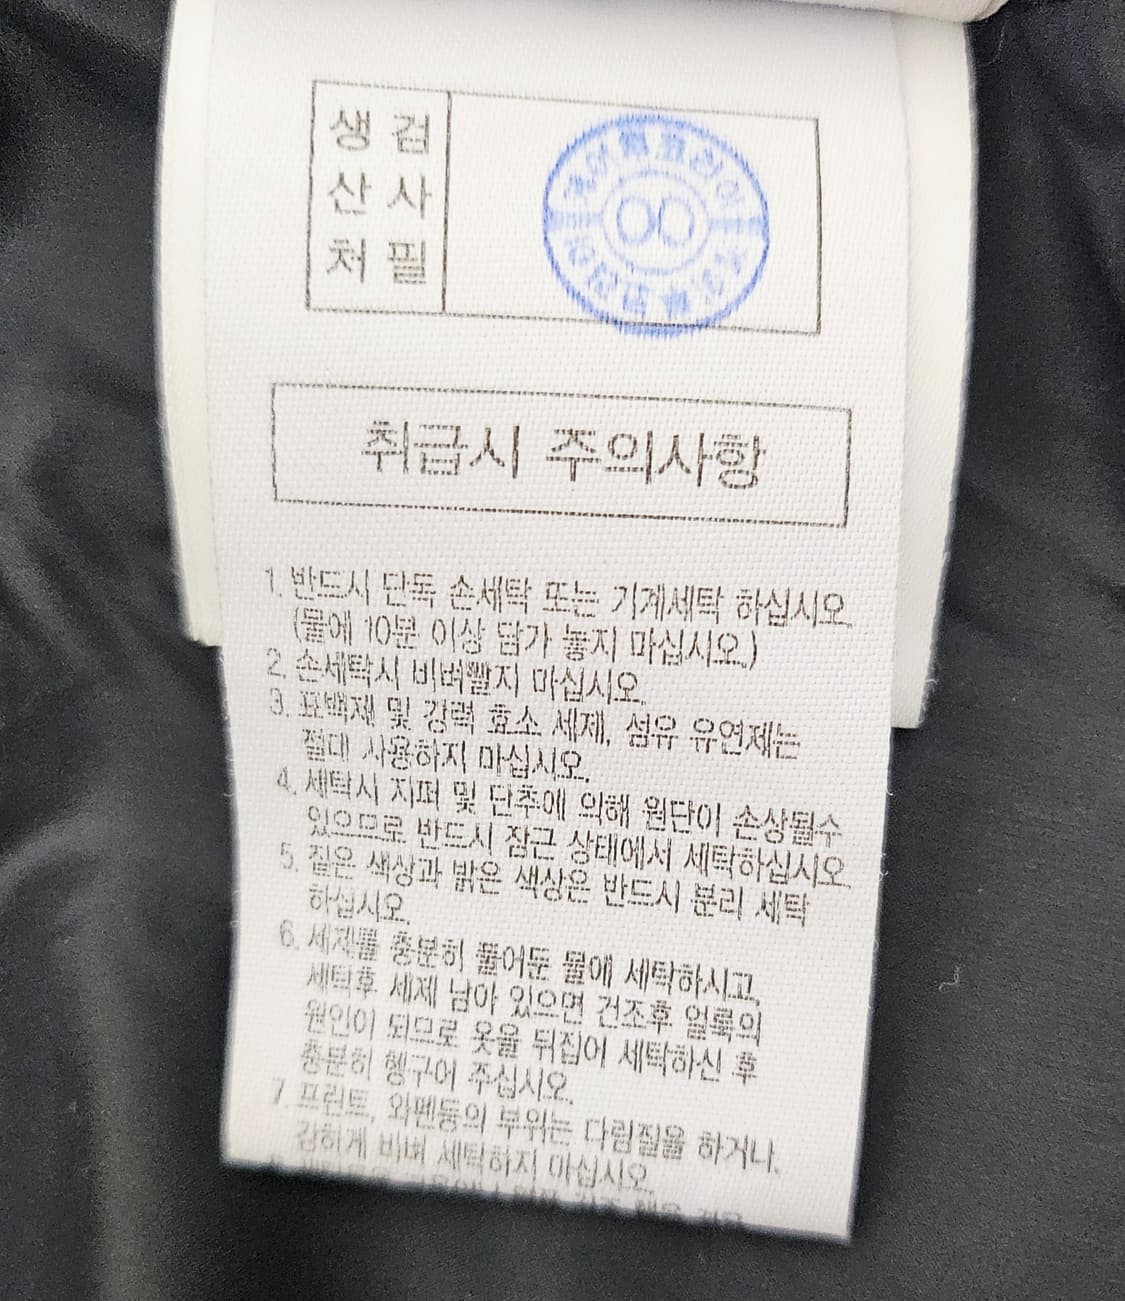 생 검
산 사
처 필
취급시 주의사항
1. 반드시 단독 손세탁 또는 기계세탁 하십시오.
(물에 10분 이상 담가 놓지 마십시오.)
2. 손세탁시 비벼빨지 마십시오.
3. 표백제 및 강력 효소 세제, 섬유 유연제는
절대 사용하지 마십시오.
4. 세탁시 지퍼 및 단추에 의해 원단이 손상될수
있으므로 반드시 잠근 상태에서 세탁하십시오.
5. 짙은 색상과 밝은 색상은 반드시 분리 세탁
하십시오.
6. 세제를 충분히 풀어둔 물에 세탁하시고,
세탁후 세제 남아 있으면 건조후 얼룩의
원인이 되므로 옷을 뒤집어 세탁하신 후
충분히 헹구어 주십시오.
7. 프린트, 와펜등의 부위는 다림질을 하거나,
강하게 비벼 세탁하지 마십시오.